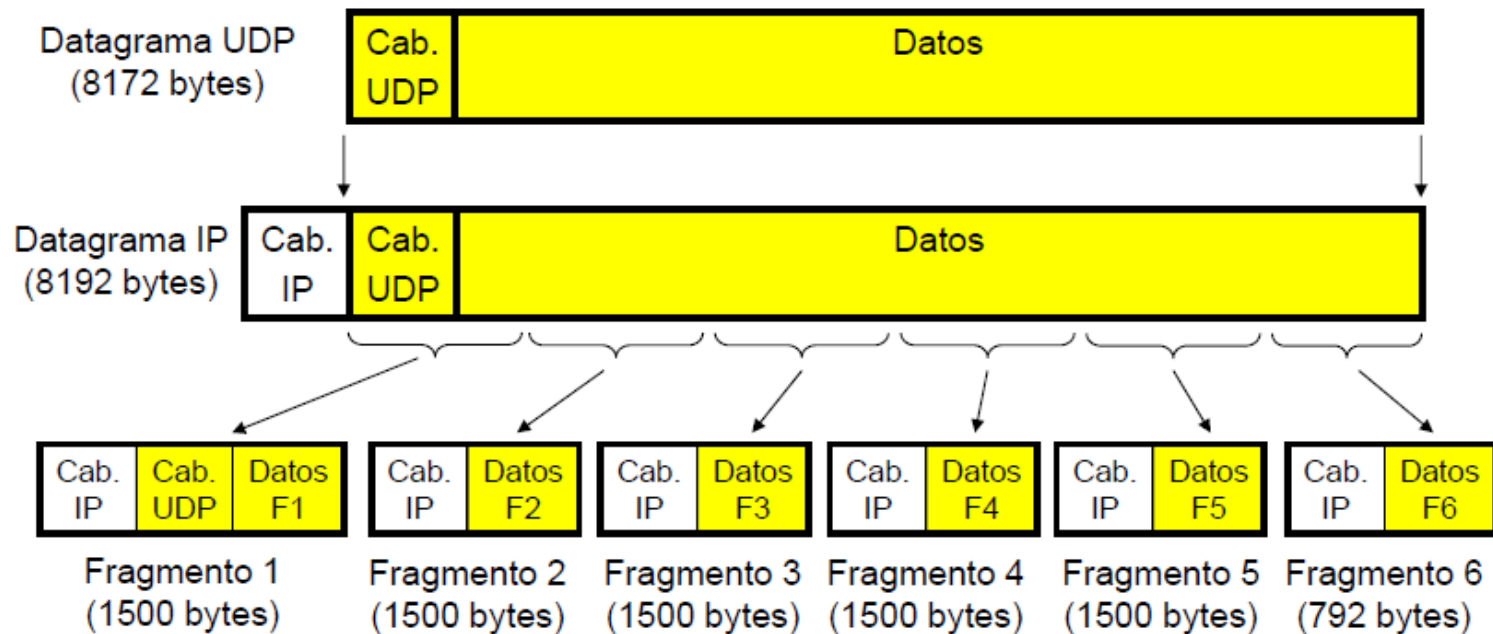 Datagrama UDP
(8172 bytes)
Cab.
UDP
Datos
Datagrama IP
(8192 bytes)
Cab.
IP
Cab.
UDP
Datos
Cab.
IP
Cab.
UDP
Datos
F1
Cab.
IP
Datos
F2
Cab.
IP
Datos
F3
Cab.
IP
Datos
F4
Cab.
IP
Datos
F5
Cab.
IP
Datos
F6
Fragmento 1
(1500 bytes)
Fragmento 2
(1500 bytes)
Fragmento 3
(1500 bytes)
Fragmento 4
(1500 bytes)
Fragmento 5
(1500 bytes)
Fragmento 6
(792 bytes)